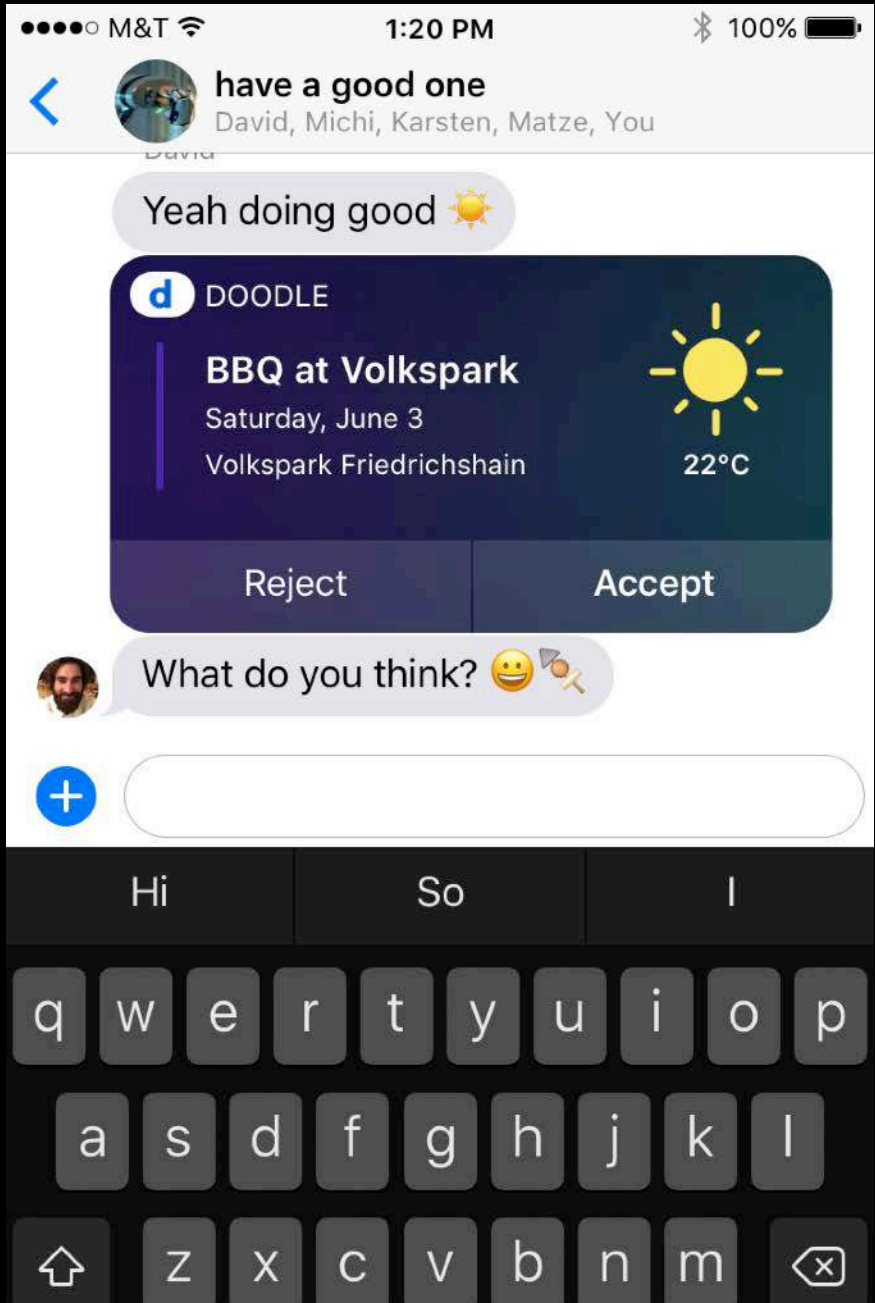 M&T 1:20 PM 100%
have a good one
David, Michi, Karsten, Matze, You
David
Yeah doing good ☀️
d DOODLE
BBQ at Volkspark
Saturday, June 3
Volkspark Friedrichshain
22°C
Reject Accept
What do you think? 😀🍢
Hi So I
q w e r t y u i o p
a s d f g h j k l
z x c v b n m